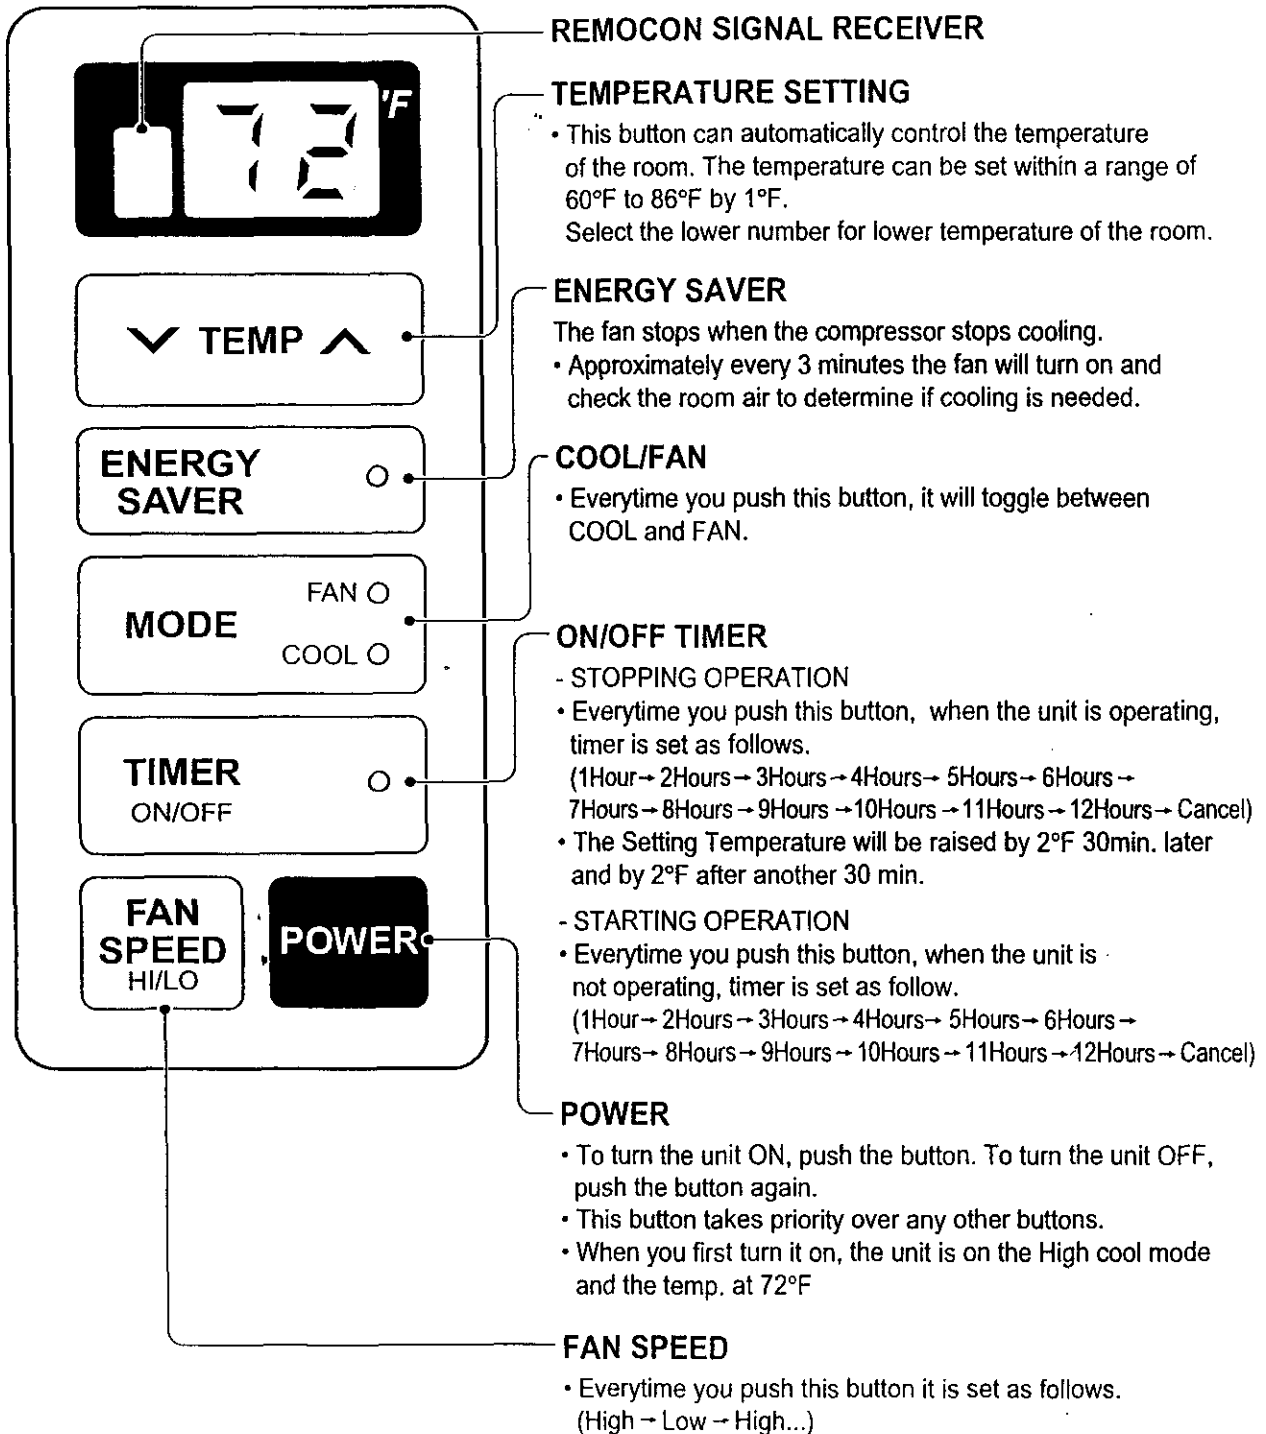 REMOCON SIGNAL RECEIVER
72°F
TEMPERATURE SETTING
• This button can automatically control the temperature
of the room. The temperature can be set within a range of
60°F to 86°F by 1°F.
Select the lower number for lower temperature of the room.
TEMP
ENERGY SAVER
The fan stops when the compressor stops cooling.
• Approximately every 3 minutes the fan will turn on and
check the room air to determine if cooling is needed.
ENERGY
SAVER
COOL/FAN
• Everytime you push this button, it will toggle between
COOL and FAN.
MODE
FAN
COOL
ON/OFF TIMER
- STOPPING OPERATION
• Everytime you push this button, when the unit is operating,
timer is set as follows.
(1Hour→ 2Hours→ 3Hours→ 4Hours→ 5Hours→ 6Hours→
7Hours→ 8Hours→ 9Hours→ 10Hours→ 11Hours→ 12Hours→ Cancel)
• The Setting Temperature will be raised by 2°F 30min. later
and by 2°F after another 30 min.
TIMER
ON/OFF
- STARTING OPERATION
• Everytime you push this button, when the unit is
not operating, timer is set as follow.
(1Hour→ 2Hours→ 3Hours→ 4Hours→ 5Hours→ 6Hours→
7Hours→ 8Hours→ 9Hours→ 10Hours→ 11Hours→ 12Hours→ Cancel)
FAN
SPEED
HI/LO
POWER
POWER
• To turn the unit ON, push the button. To turn the unit OFF,
push the button again.
• This button takes priority over any other buttons.
• When you first turn it on, the unit is on the High cool mode
and the temp. at 72°F
FAN SPEED
• Everytime you push this button it is set as follows.
(High → Low → High...)